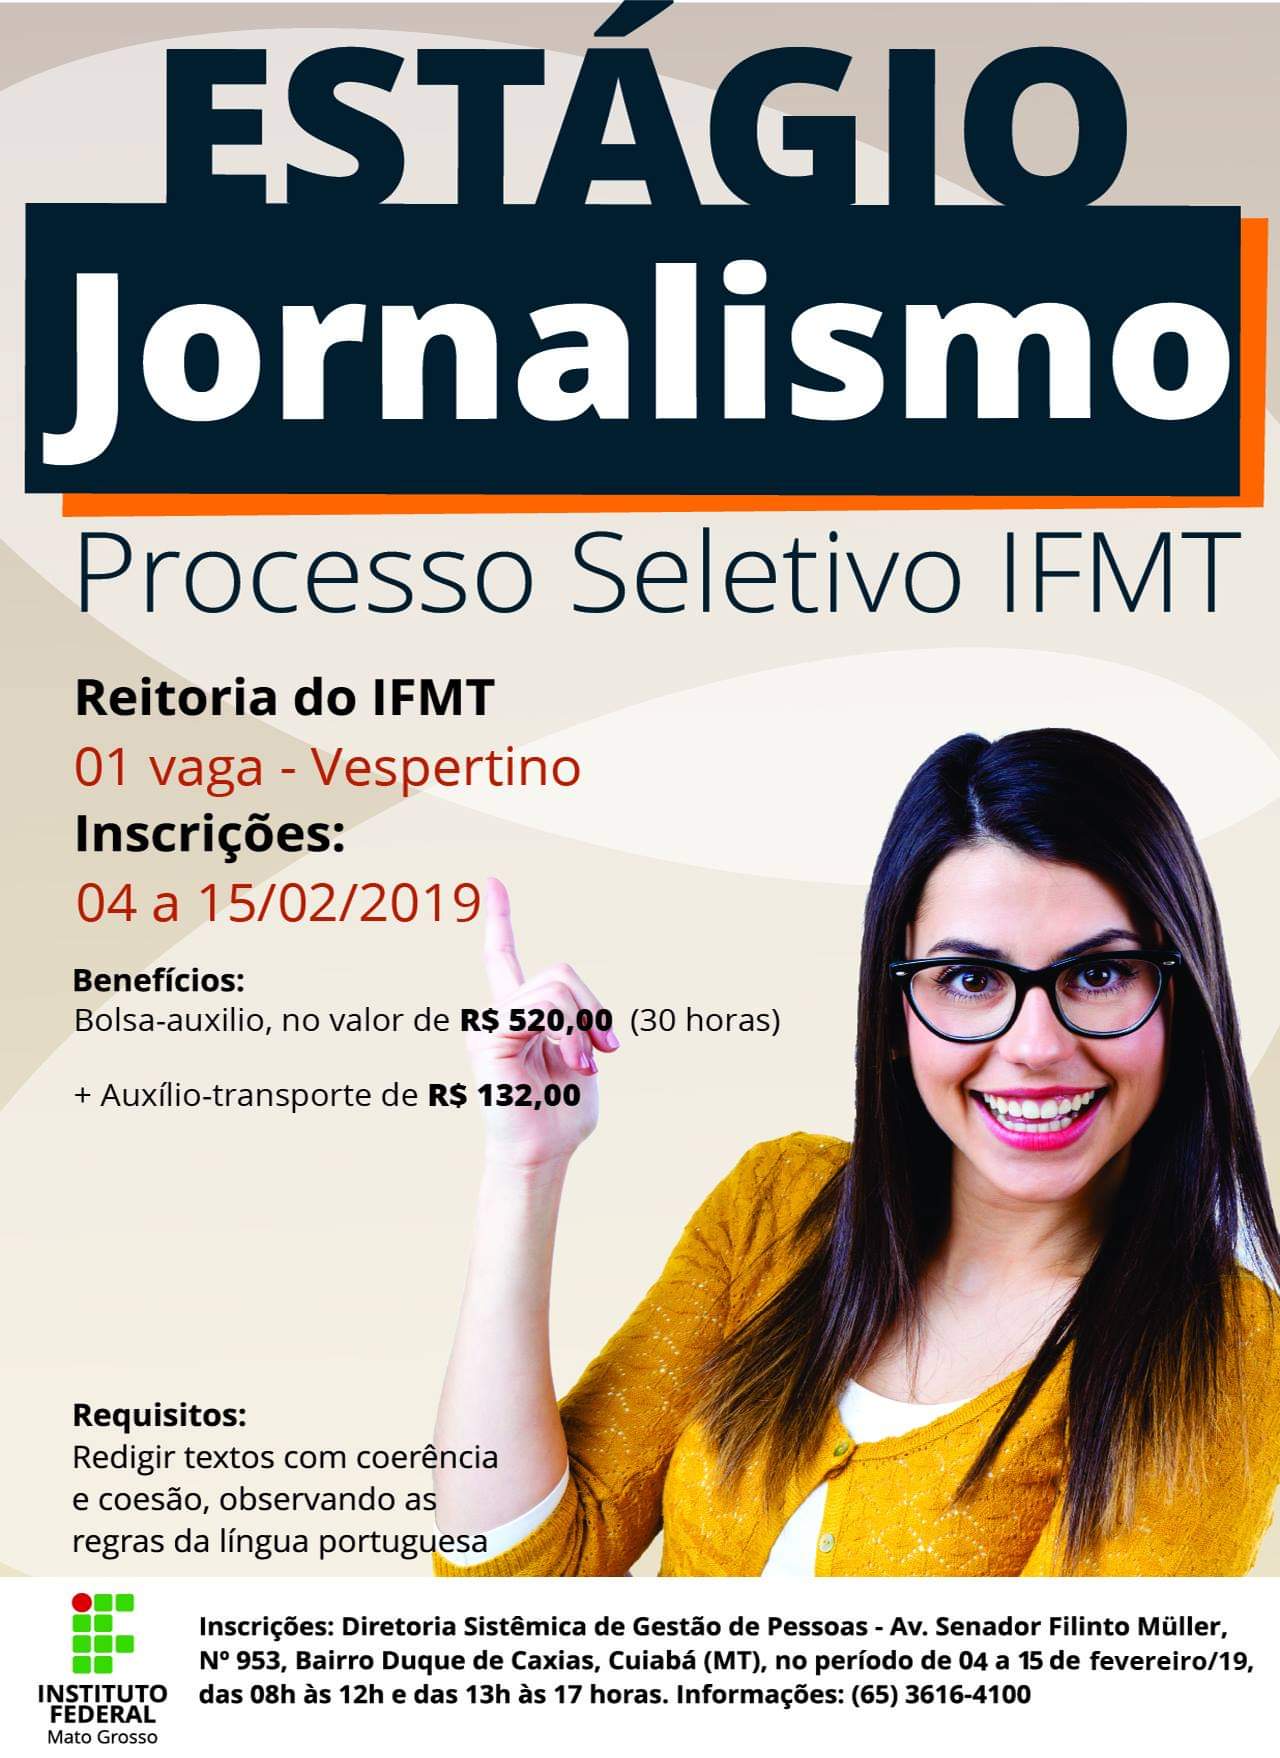 ESTÁGIO
Jornalismo
Processo Seletivo IFMT
Reitoria do IFMT
01 vaga - Vespertino
Inscrições:
04 a 15/02/2019
Benefícios:
Bolsa-auxilio, no valor de R$ 520,00 (30 horas)
+ Auxílio-transporte de R$ 132,00
Requisitos:
Redigir textos com coerência
e coesão, observando as
regras da língua portuguesa
INSTITUTO
FEDERAL
Mato Grosso
Inscrições: Diretoria Sistêmica de Gestão de Pessoas - Av. Senador Filinto Müller,
Nº 953, Bairro Duque de Caxias, Cuiabá (MT), no período de 04 a 15 de fevereiro/19,
das 08h às 12h e das 13h às 17 horas. Informações: (65) 3616-4100